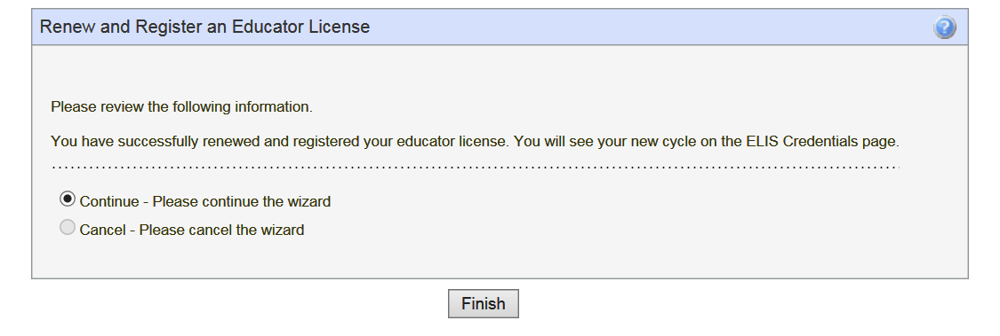 Renew and Register an Educator License
Please review the following information.
You have successfully renewed and registered your educator license. You will see your new cycle on the ELIS Credentials page.
Continue - Please continue the wizard
Cancel - Please cancel the wizard
Finish